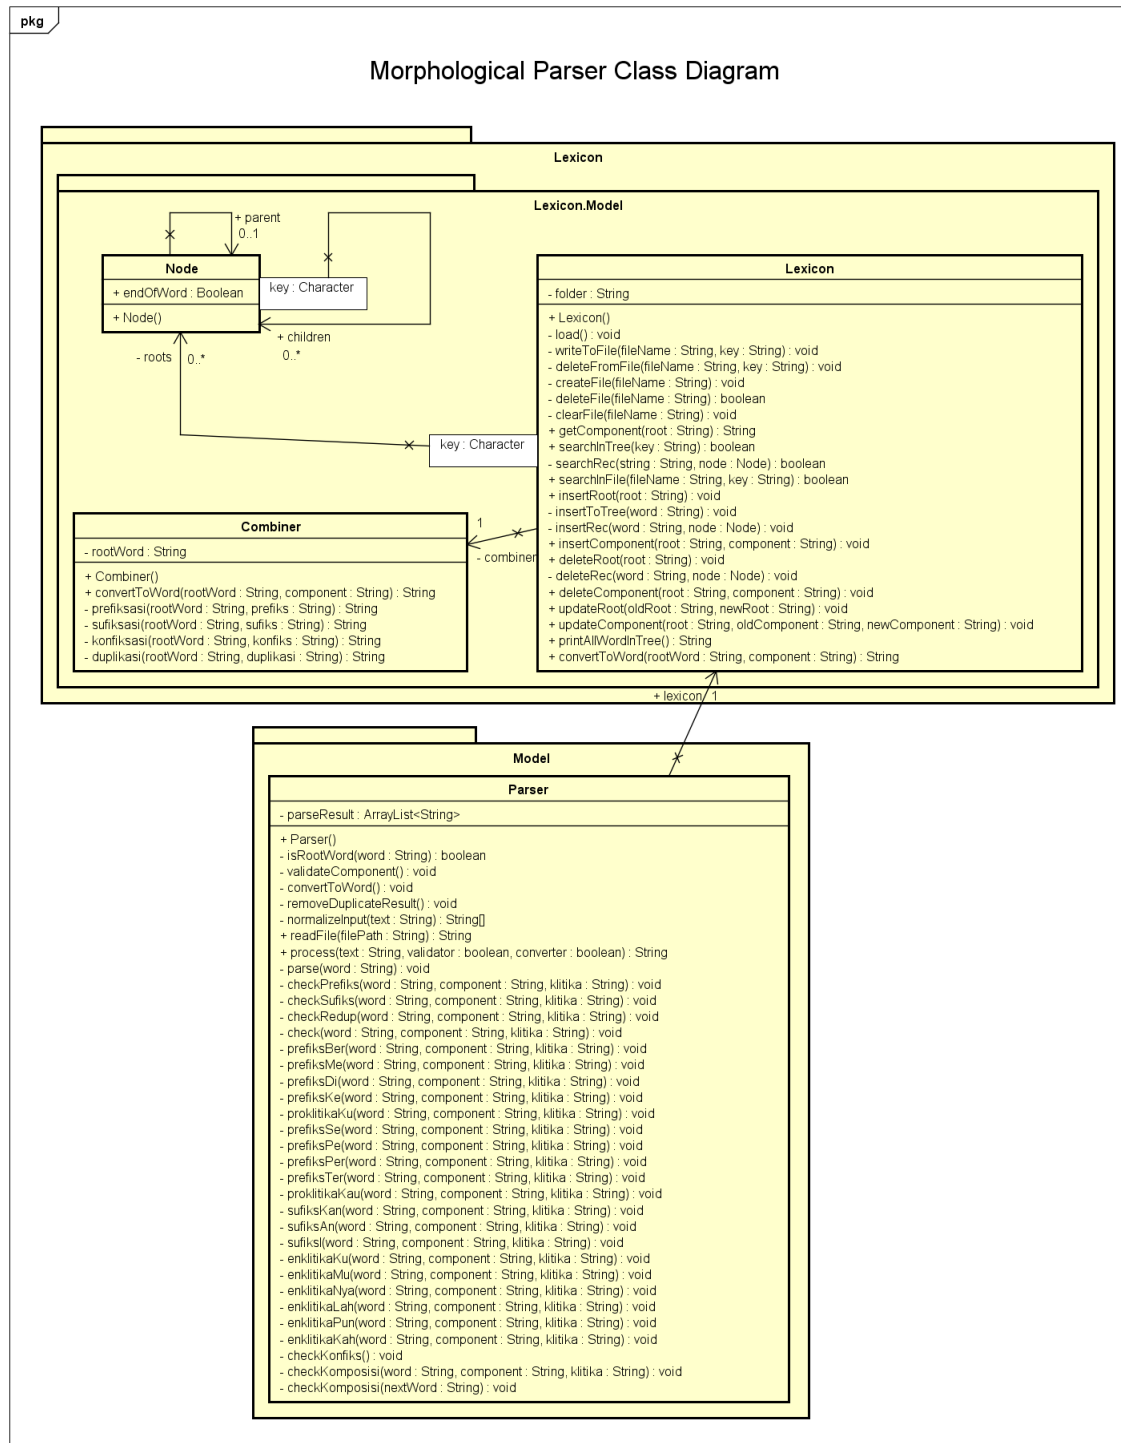 pkg
Morphological Parser Class Diagram
Lexicon
Lexicon.Model
+ parent
0..1
Node
+ endOfWord : Boolean
+ Node()
key : Character
+ children
0..*
- roots
0..*
key : Character
Lexicon
- folder : String
+ Lexicon()
- load() : void
- writeToFile(fileName : String, key : String) : void
- deleteFromFile(fileName : String, key : String) : void
- createFile(fileName : String) : void
- deleteFile(fileName : String) : boolean
- clearFile(fileName : String) : void
+ getComponent(root : String) : String
+ searchInTree(key : String) : boolean
- searchRec(string : String, node : Node) : boolean
+ searchInFile(fileName : String, key : String) : boolean
+ insertRoot(root : String) : void
- insertToTree(word : String) : void
- insertRec(word : String, node : Node) : void
+ insertComponent(root : String, component : String) : void
+ deleteRoot(root : String) : void
- deleteRec(word : String, node : Node) : void
+ deleteComponent(root : String, component : String) : void
+ updateRoot(oldRoot : String, newRoot : String) : void
+ updateComponent(root : String, oldComponent : String, newComponent : String) : void
+ printAllWordInTree() : String
+ convertToWord(rootWord : String, component : String) : String
1
- combiner
Combiner
- rootWord : String
+ Combiner()
+ convertToWord(rootWord : String, component : String) : String
- prefiksasi(rootWord : String, prefiks : String) : String
- sufiksasi(rootWord : String, sufiks : String) : String
- konfiksasi(rootWord : String, konfiks : String) : String
- duplikasi(rootWord : String, duplikasi : String) : String
+ lexicon 1
Model
Parser
- parseResult : ArrayList<String>
+ Parser()
- isRootWord(word : String) : boolean
- validateComponent() : void
- convertToWord() : void
- removeDuplicateResult() : void
- normalizeInput(text : String) : String[]
+ readFile(filePath : String) : String
+ process(text : String, validator : boolean, converter : boolean) : String
- parse(word : String) : void
- checkPrefiks(word : String, component : String, klitika : String) : void
- checkSufiks(word : String, component : String, klitika : String) : void
- checkRedup(word : String, component : String, klitika : String) : void
- check(word : String, component : String, klitika : String) : void
- prefiksBer(word : String, component : String, klitika : String) : void
- prefiksMe(word : String, component : String, klitika : String) : void
- prefiksDi(word : String, component : String, klitika : String) : void
- prefiksKe(word : String, component : String, klitika : String) : void
- proklitikaKu(word : String, component : String, klitika : String) : void
- prefiksSe(word : String, component : String, klitika : String) : void
- prefiksPe(word : String, component : String, klitika : String) : void
- prefiksPer(word : String, component : String, klitika : String) : void
- prefiksTer(word : String, component : String, klitika : String) : void
- proklitikaKau(word : String, component : String, klitika : String) : void
- sufiksKan(word : String, component : String, klitika : String) : void
- sufiksAn(word : String, component : String, klitika : String) : void
- sufiksI(word : String, component : String, klitika : String) : void
- enklitikaKu(word : String, component : String, klitika : String) : void
- enklitikaMu(word : String, component : String, klitika : String) : void
- enklitikaNya(word : String, component : String, klitika : String) : void
- enklitikaLah(word : String, component : String, klitika : String) : void
- enklitikaPun(word : String, component : String, klitika : String) : void
- enklitikaKah(word : String, component : String, klitika : String) : void
- checkKonfiks() : void
- checkKomposisi(word : String, component : String, klitika : String) : void
- checkKomposisi(nextWord : String) : void